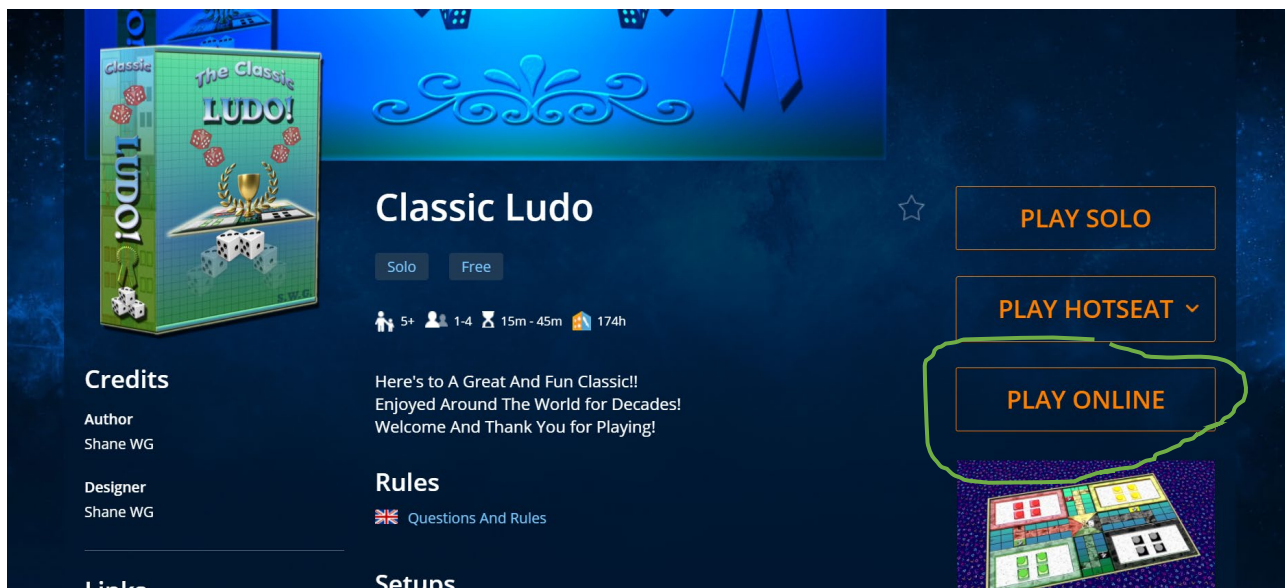 Classic
LUDO!
The Classic
LUDO!
S.W.G.
Classic Ludo
Solo
Free
5+
1-4
15m - 45m
174h
Here's to A Great And Fun Classic!!
Enjoyed Around The World for Decades!
Welcome And Thank You for Playing!
Rules
Questions And Rules
Setups
Credits
Author
Shane WG
Designer
Shane WG
Links
PLAY SOLO
PLAY HOTSEAT
PLAY ONLINE